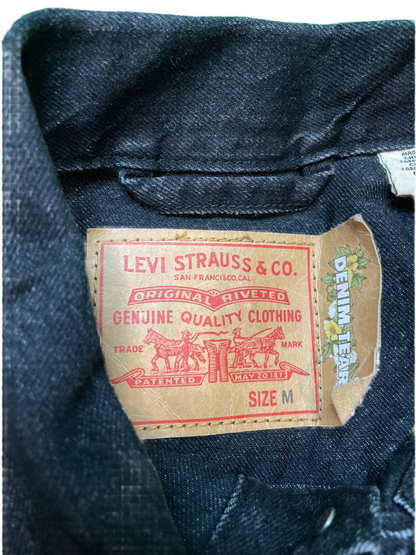 LEVI STRAUSS & CO.
SAN FRANCISCO, CAL.
ORIGINAL RIVETED
GENUINE QUALITY CLOTHING
TRADE MARK
PATENTED MAY 20 187
SIZE M
DENIM TEAR